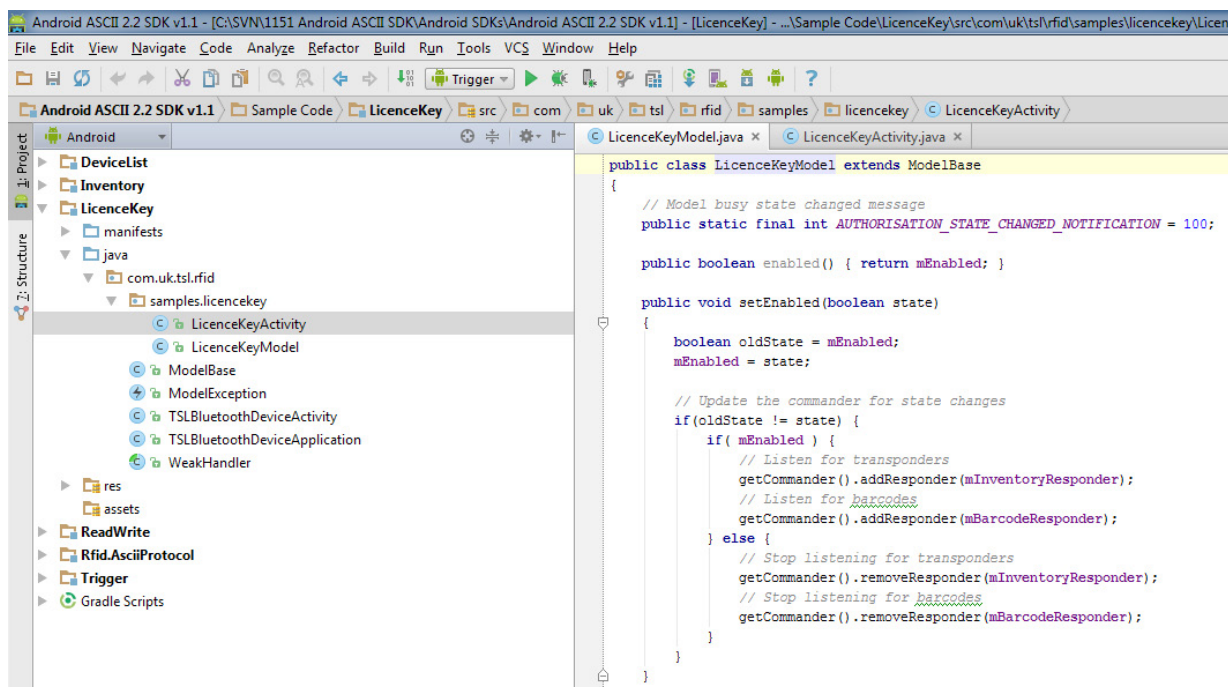 Android ASCII 2.2 SDK v1.1 - [C:\SVN\1151 Android ASCII SDK\Android SDKs\Android ASCII 2.2 SDK v1.1] - [LicenceKey] - ...\Sample Code\LicenceKey\src\com\uk\tsl\rfid\samples\licencekey\Licen
File Edit View Navigate Code Analyze Refactor Build Run Tools VCS Window Help
Trigger
Android ASCII 2.2 SDK v1.1 Sample Code LicenceKey src com uk tsl rfid samples licencekey LicenceKeyActivity
1: Project
7: Structure
Android
DeviceList
Inventory
LicenceKey
manifests
java
com.uk.tsl.rfid
samples.licencekey
LicenceKeyActivity
LicenceKeyModel
ModelBase
ModelException
TSLBluetoothDeviceActivity
TSLBluetoothDeviceApplication
WeakHandler
res
assets
ReadWrite
Rfid.AsciiProtocol
Trigger
Gradle Scripts
LicenceKeyModel.java LicenceKeyActivity.java
public class LicenceKeyModel extends ModelBase
{
// Model busy state changed message
public static final int AUTHORISATION_STATE_CHANGED_NOTIFICATION = 100;
public boolean enabled() { return mEnabled; }
public void setEnabled(boolean state)
{
boolean oldState = mEnabled;
mEnabled = state;
// Update the commander for state changes
if(oldState != state) {
if( mEnabled ) {
// Listen for transponders
getCommander().addResponder(mInventoryResponder);
// Listen for barcodes
getCommander().addResponder(mBarcodeResponder);
} else {
// Stop listening for transponders
getCommander().removeResponder(mInventoryResponder);
// Stop listening for barcodes
getCommander().removeResponder(mBarcodeResponder);
}
}
}